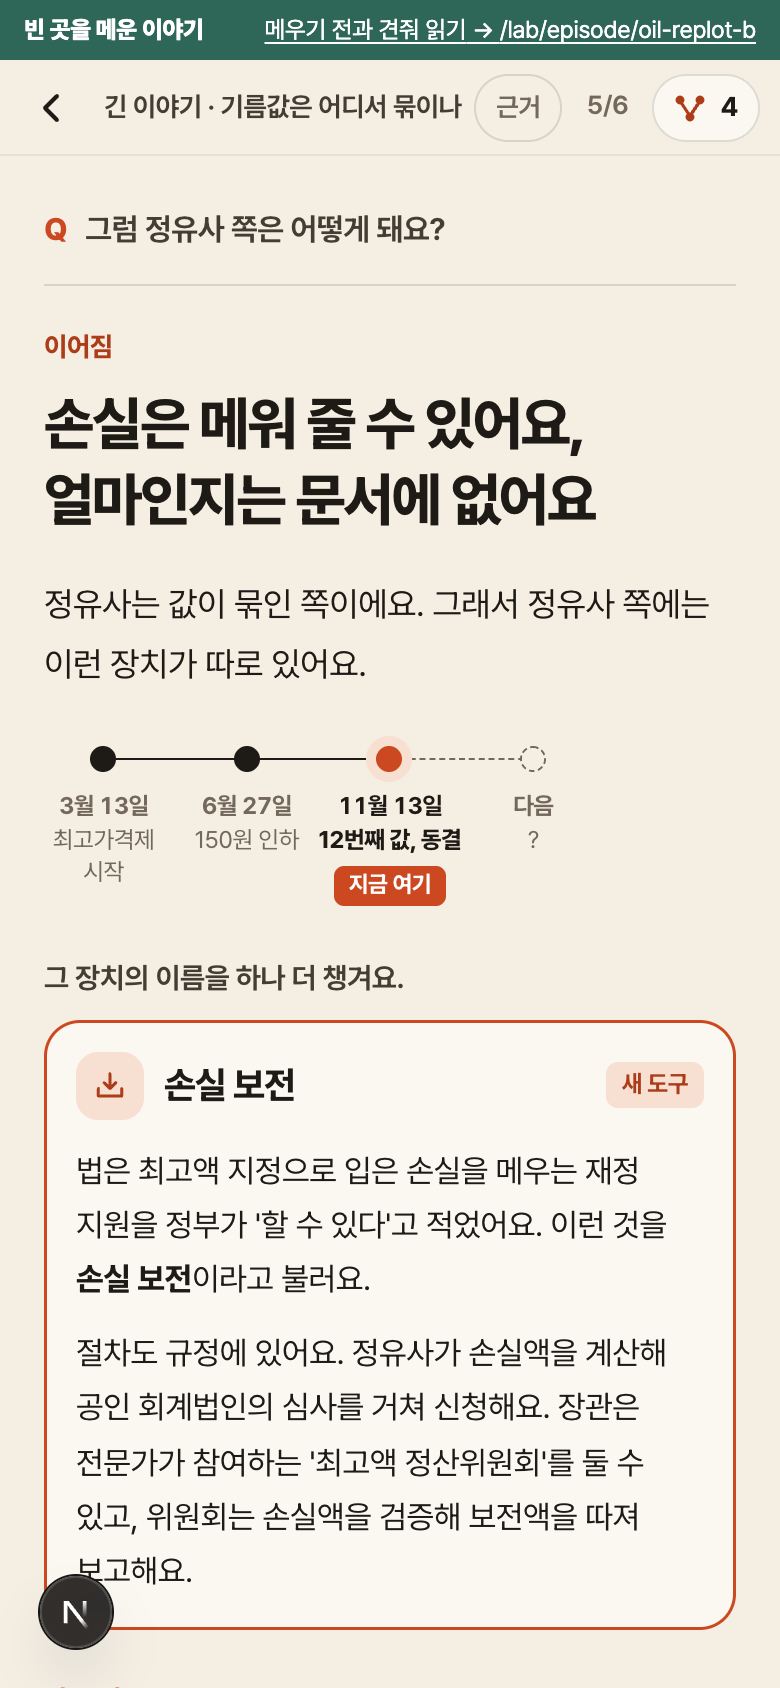 빈 곳을 메운 이야기
메우기 전과 견줘 읽기 → /lab/episode/oil-replot-b
긴 이야기 · 기름값은 어디서 묶이나
근거
5/6
4
Q 그럼 정유사 쪽은 어떻게 돼요?
이어짐
손실은 메워 줄 수 있어요,
얼마인지는 문서에 없어요
정유사는 값이 묶인 쪽이에요. 그래서 정유사 쪽에는
이런 장치가 따로 있어요.
3월 13일
최고가격제
시작
6월 27일
150원 인하
11월 13일
12번째 값, 동결
지금 여기
다음
?
그 장치의 이름을 하나 더 챙겨요.
손실 보전
새 도구
법은 최고액 지정으로 입은 손실을 메우는 재정
지원을 정부가 '할 수 있다'고 적었어요. 이런 것을
손실 보전이라고 불러요.
절차도 규정에 있어요. 정유사가 손실액을 계산해
공인 회계법인의 심사를 거쳐 신청해요. 장관은
전문가가 참여하는 '최고액 정산위원회'를 둘 수
있고, 위원회는 손실액을 검증해 보전액을 따져
보고해요.
N